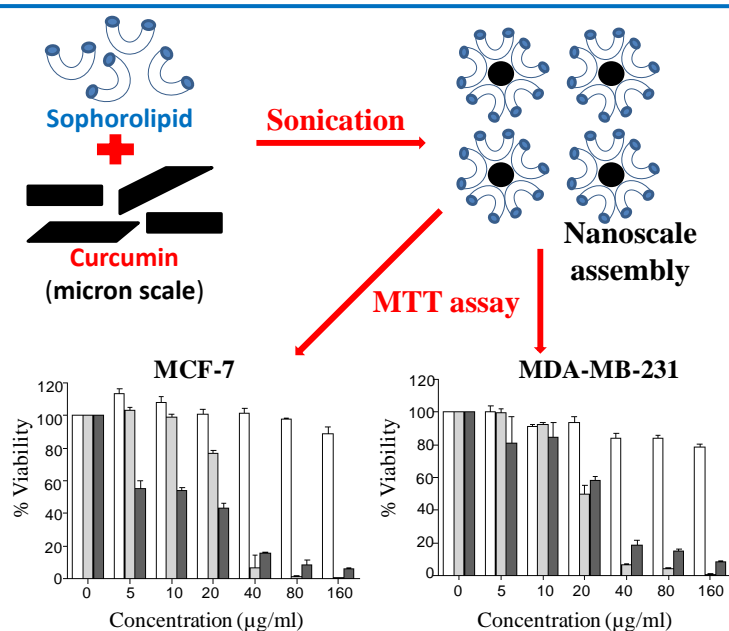 Sophorolipid
Sonication
Curcumin
(micron scale)
Nanoscale
assembly
MTT assay
MCF-7
% Viability
120
100
80
60
40
20
0
0 5 10 20 40 80 160
Concentration (µg/ml)
MDA-MB-231
% Viability
120
100
80
60
40
20
0
0 5 10 20 40 80 160
Concentration (µg/ml)